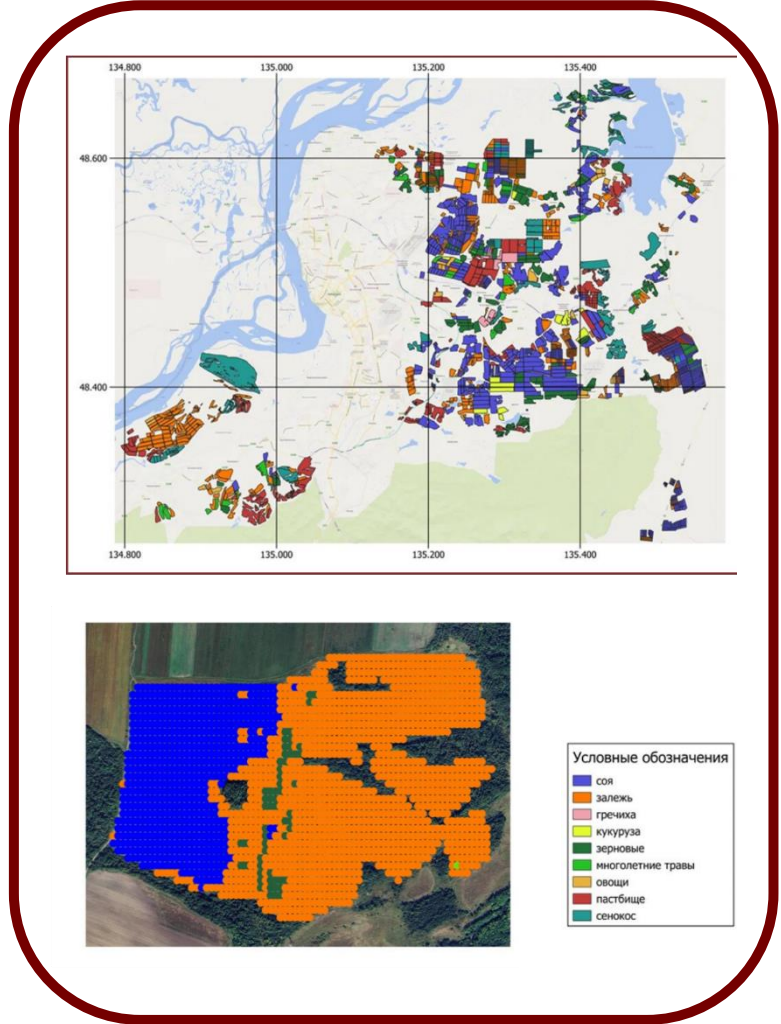 134.800 135.000 135.200 135.400
48.600
48.400
134.800 135.000 135.200 135.400
Условные обозначения
соя
залежь
гречиха
кукуруза
зерновые
многолетние травы
овощи
пастбище
сенокос